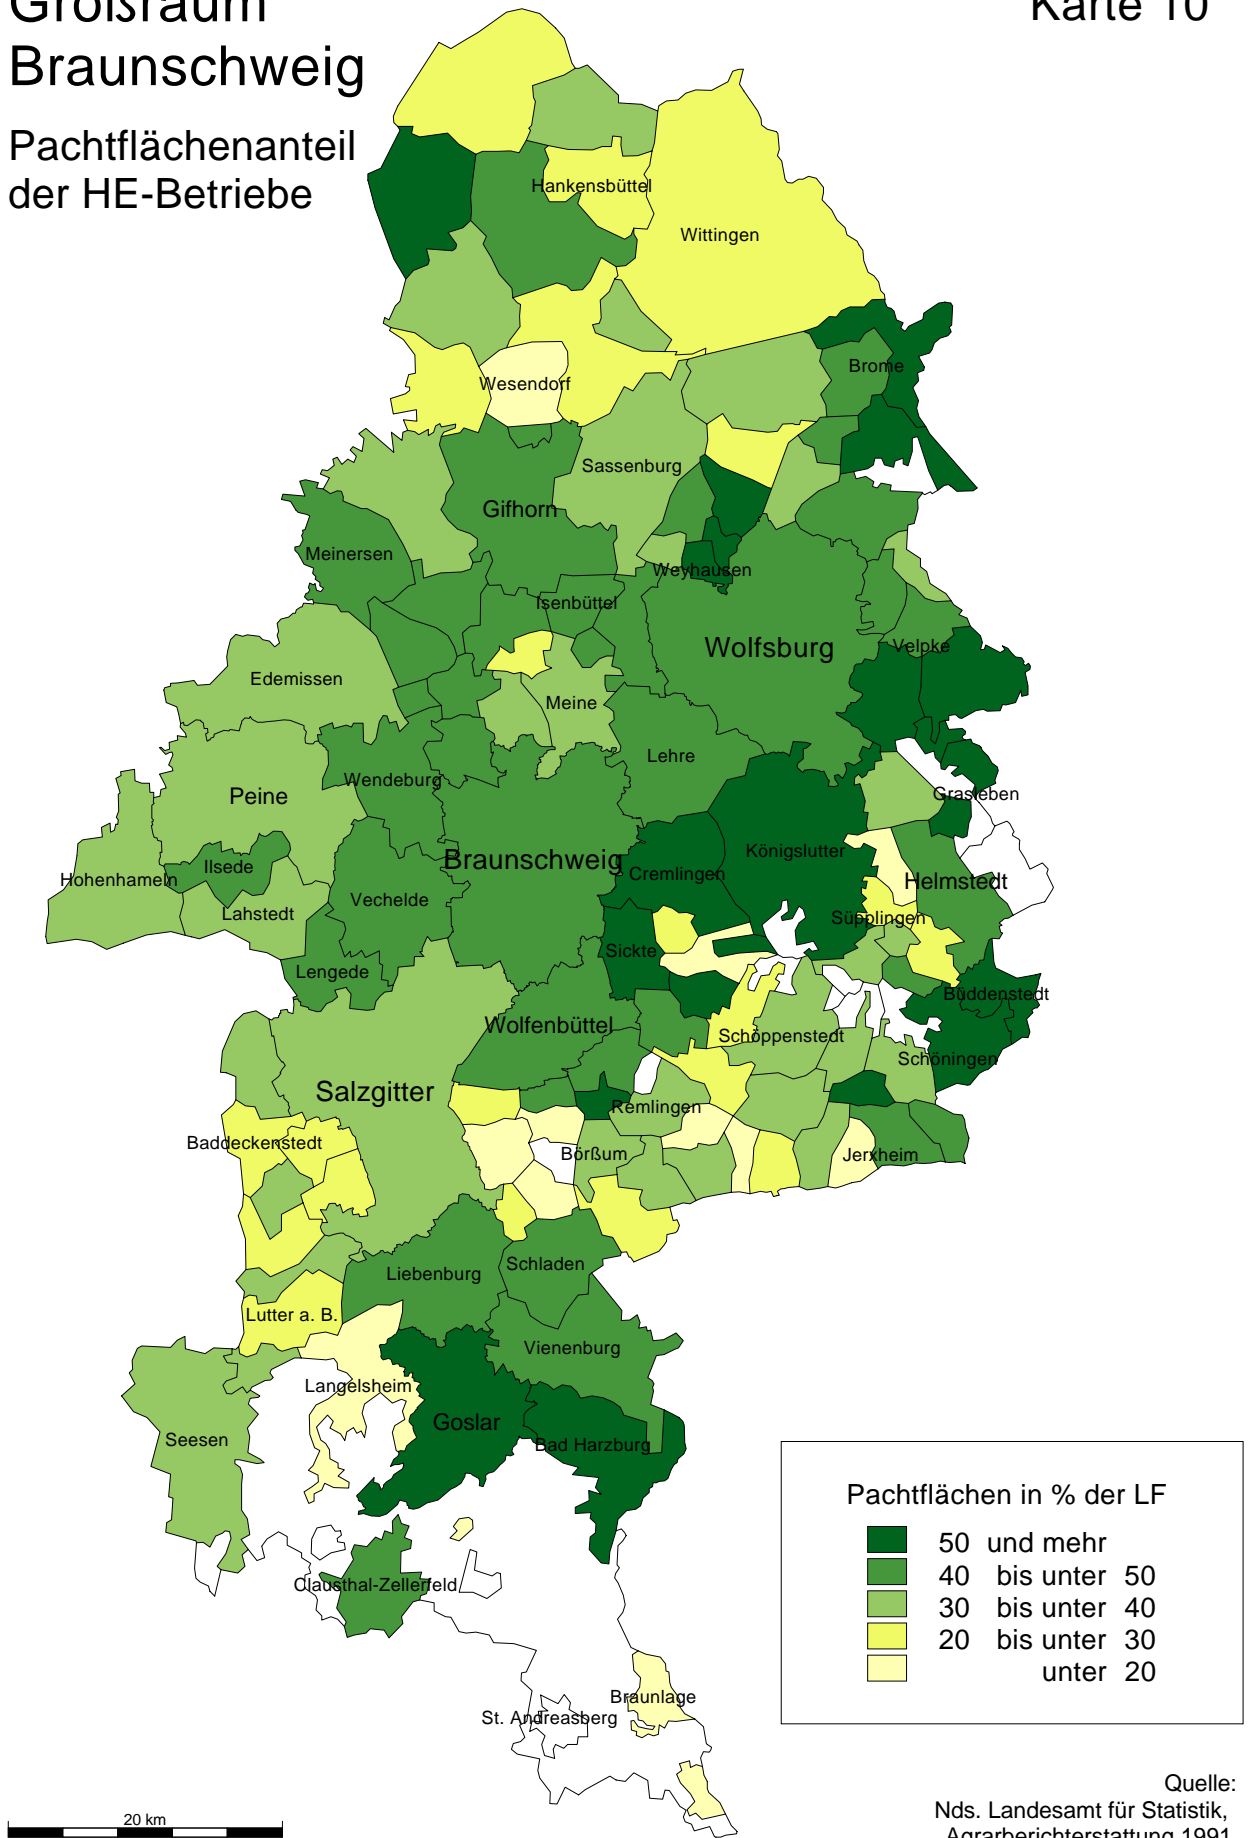 Großraum
Karte 10
Braunschweig
Pachtflächenanteil
der HE-Betriebe
Hankensbüttel
Wittingen
Brome
Wesendorf
Sassenburg
Gifhorn
Meinersen
Weyhausen
Isenbüttel
Wolfsburg
Velpke
Edemissen
Meine
Lehre
Wendeburg
Peine
Grasleben
Königslutter
Braunschweig
Ilsede
Cremlingen
Hohenhameln
Helmstedt
Vechelde
Lahstedt
Süpplingen
Sickte
Lengede
Büddenstedt
Wolfenbüttel
Schöppenstedt
Schöningen
Salzgitter
Remlingen
Baddeckenstedt
Börßum
Jerxheim
Schladen
Liebenburg
Lutter a. B.
Vienenburg
Langelsheim
Goslar
Seesen
Bad Harzburg
Clausthal-Zellerfeld
Braunlage
St. Andreasberg
Pachtflächen in % der LF
50 und mehr
40 bis unter 50
30 bis unter 40
20 bis unter 30
unter 20
Quelle:
Nds. Landesamt für Statistik,
Agrarberichterstattung 1991
20 km